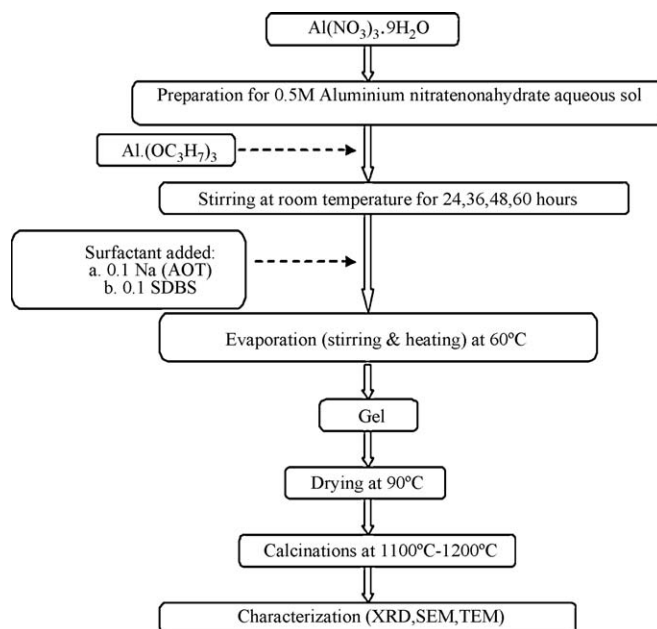 Al(NO3)3.9H2O
Preparation for 0.5M Aluminium nitratenonahydrate aqueous sol
Al.(OC3H7)3
Stirring at room temperature for 24,36,48,60 hours
Surfactant added:
a. 0.1 Na (AOT)
b. 0.1 SDBS
Evaporation (stirring & heating) at 60ºC
Gel
Drying at 90ºC
Calcinations at 1100ºC-1200ºC
Characterization (XRD,SEM,TEM)